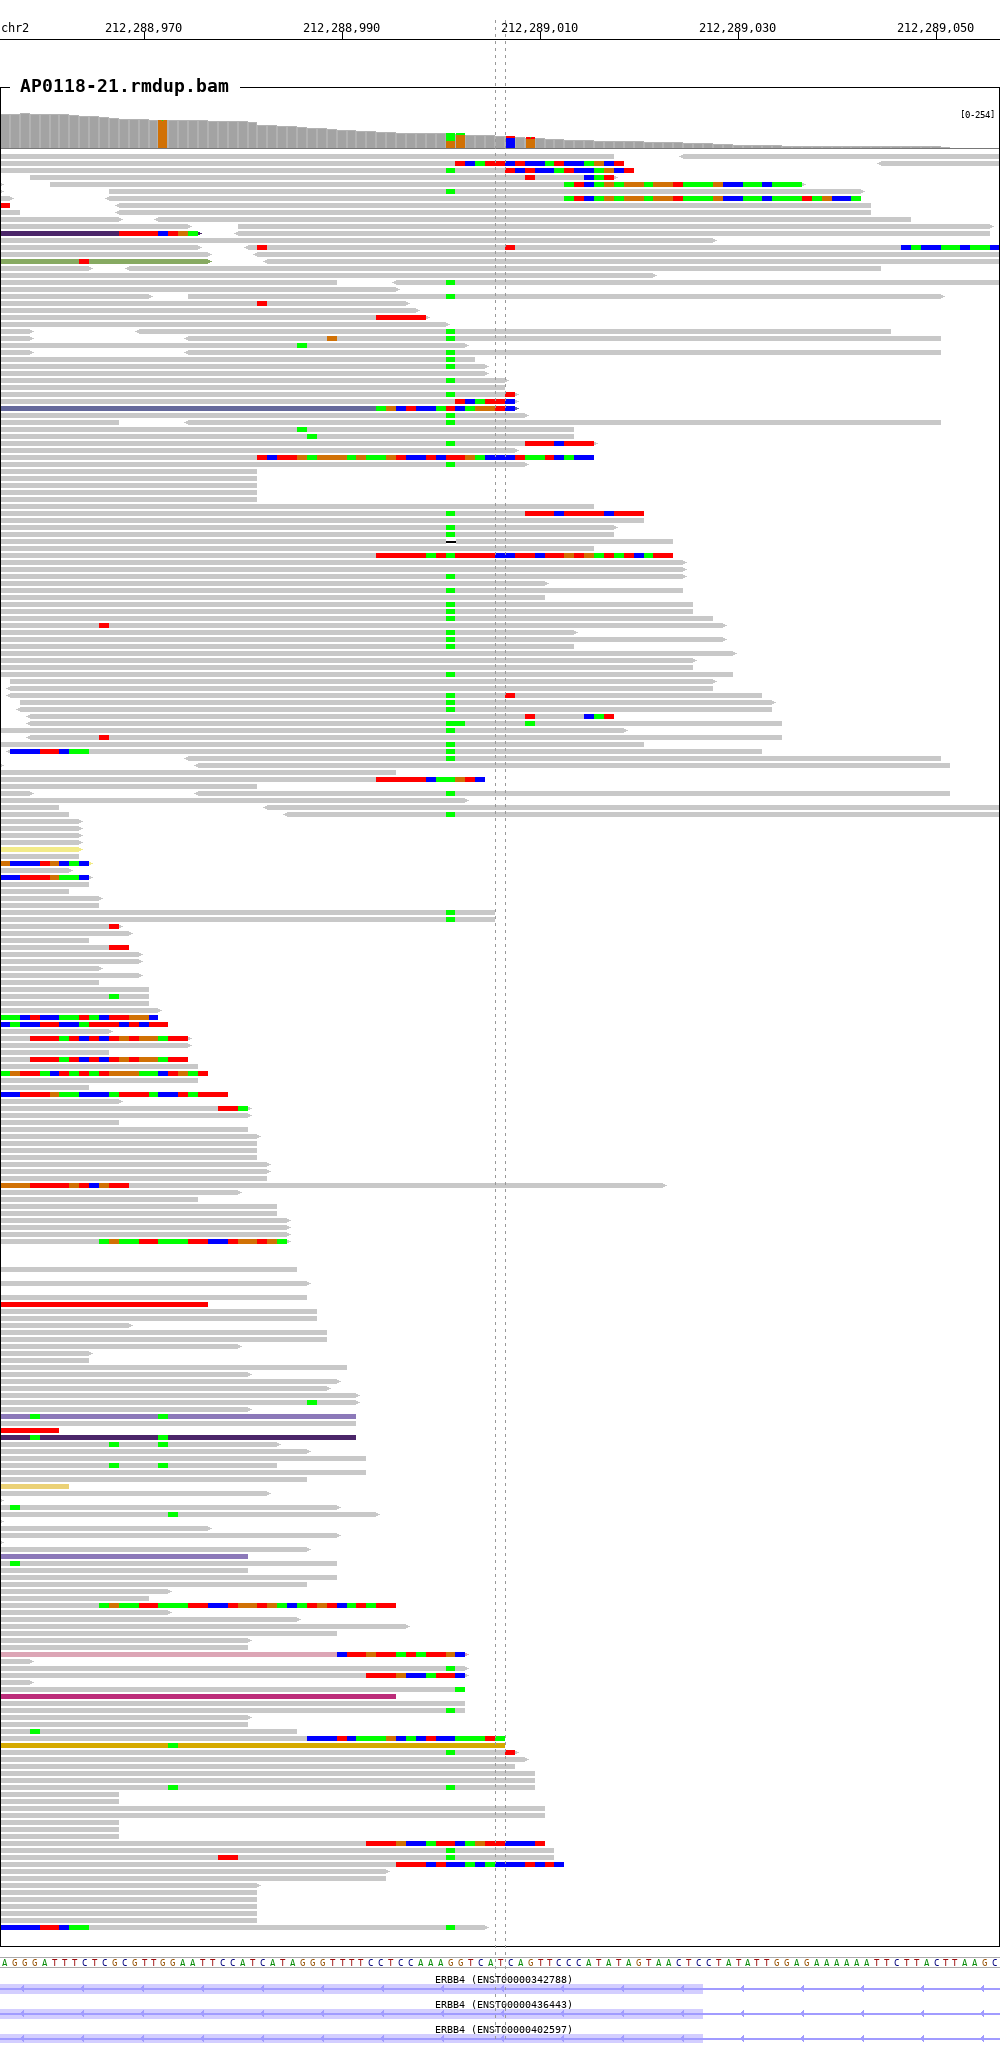 chr2 212,288,970 212,288,990 212,289,010 212,289,030 212,289,050
AP0118-21.rmdup.bam
[0-254]
A G G G A T T T C T C G C G T T G G A A T T C C A T C A T A G G G T T T T C C T C C A A A G G T C A T C A G T T C C C A T A T A G T A A C T C C T A T A T T G G A G A A A A A A T T C T T A C T T A A G C
ERBB4 (ENST00000342788)
ERBB4 (ENST00000436443)
ERBB4 (ENST00000402597)